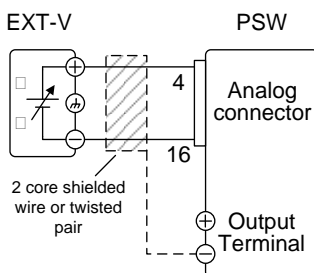 EXT-V
PSW
+
4
Analog
connector
−
16
2 core shielded
wire or twisted
pair
+
Output
Terminal
−